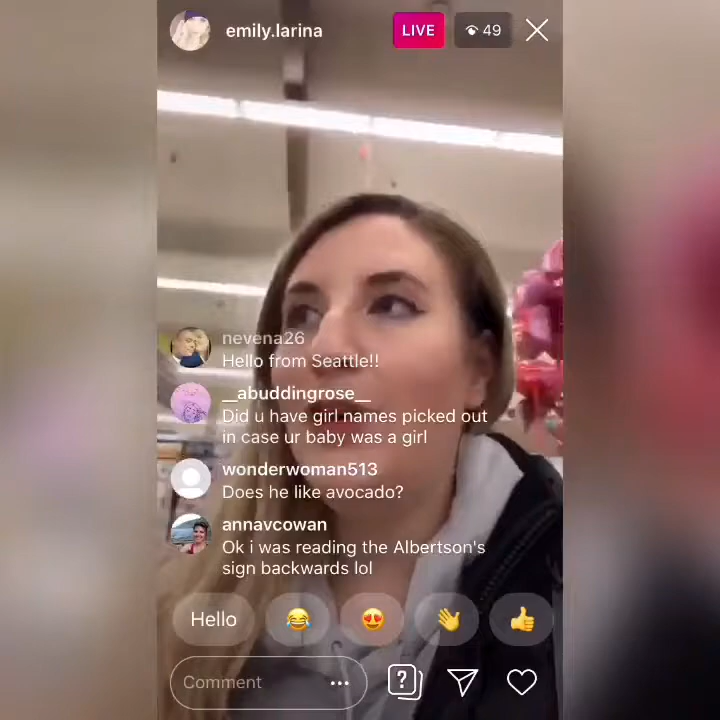 emily.larina
LIVE
49
nevena26
Hello from Seattle!!
__abuddingrose__
Did u have girl names picked out
in case ur baby was a girl
wonderwoman513
Does he like avocado?
annavcowan
Ok i was reading the Albertson's
sign backwards lol
Hello
Comment